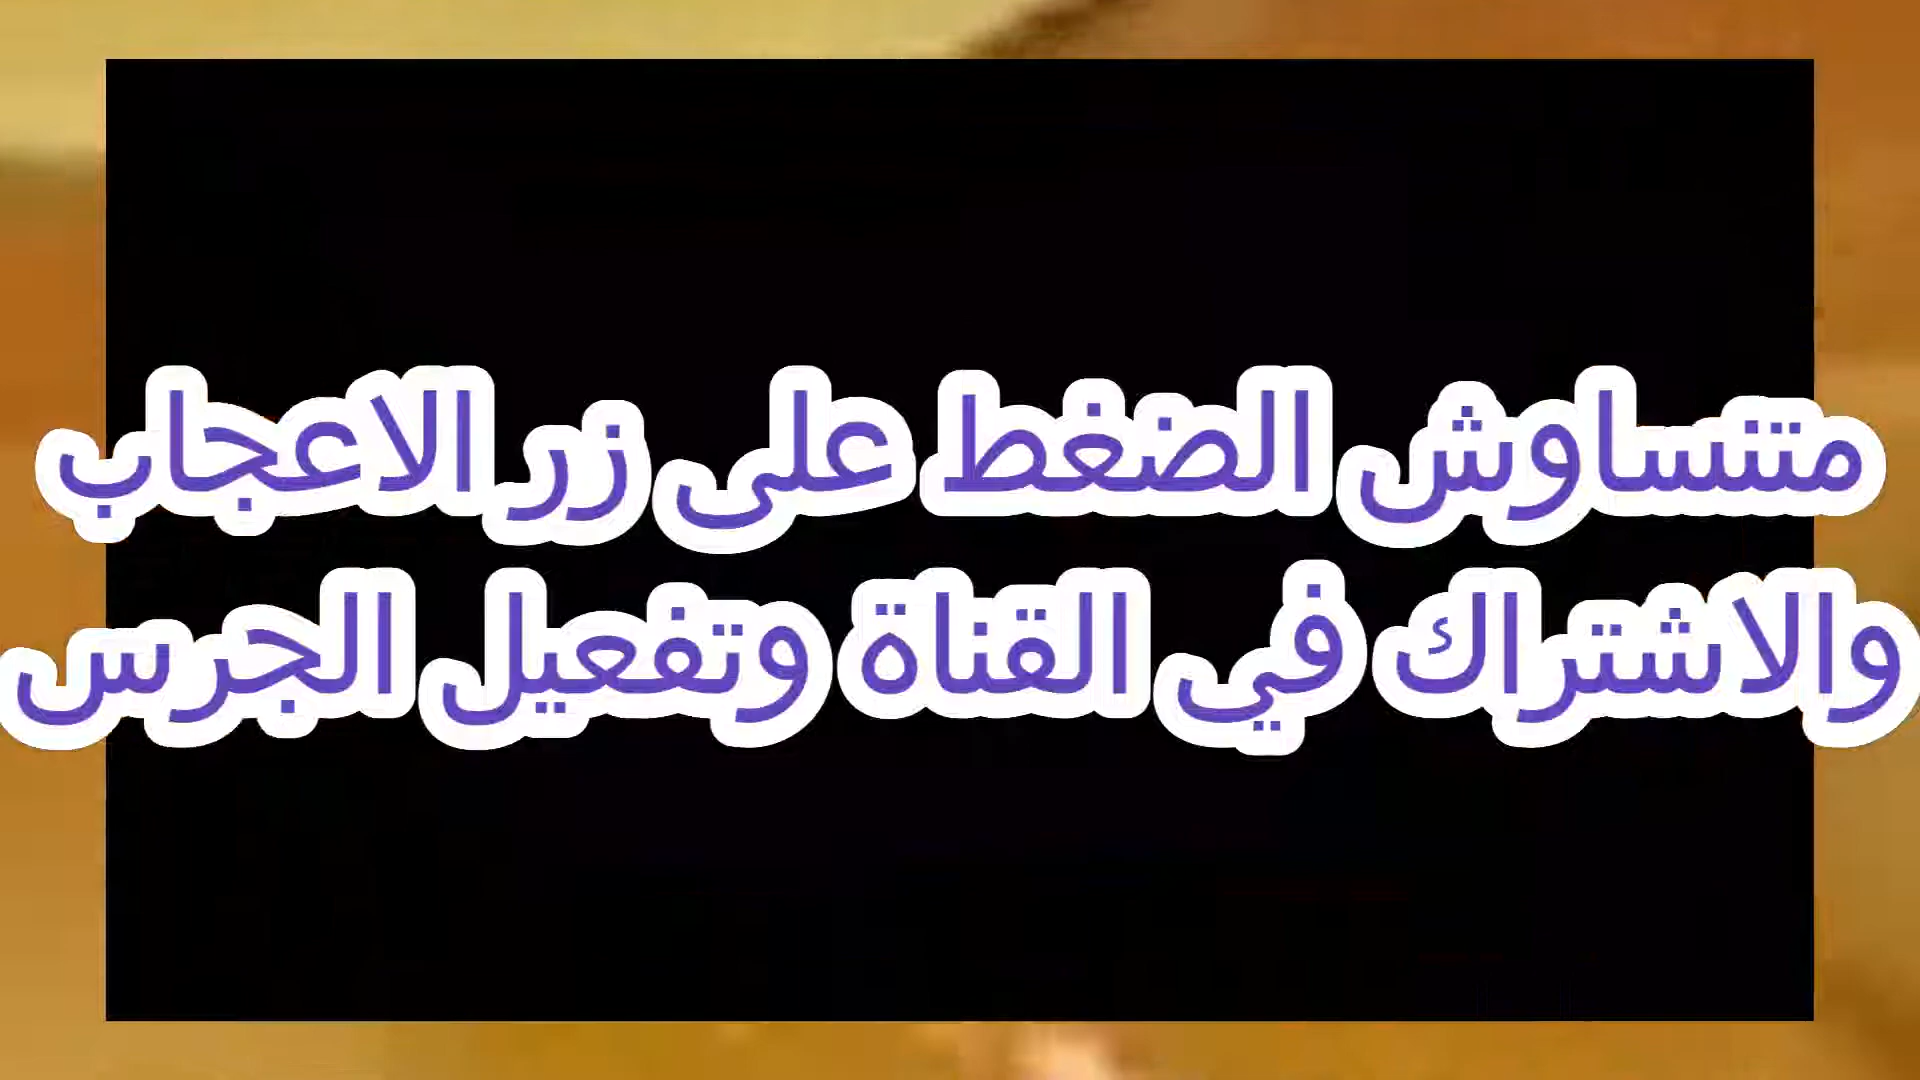 متنساوش الضغط على زر الاعجاب
والاشتراك في القناة وتفعيل الجرس